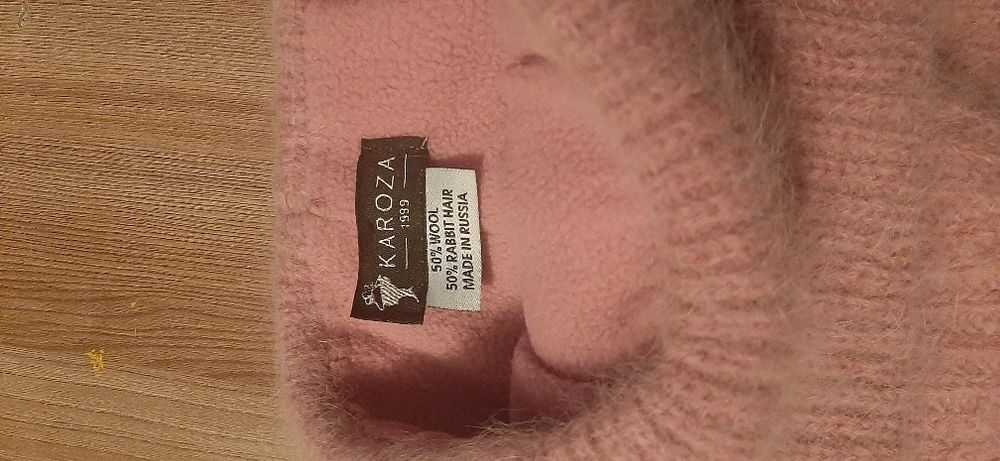 KAROZA
1999
50% WOOL
50% RABBIT HAIR
MADE IN RUSSIA